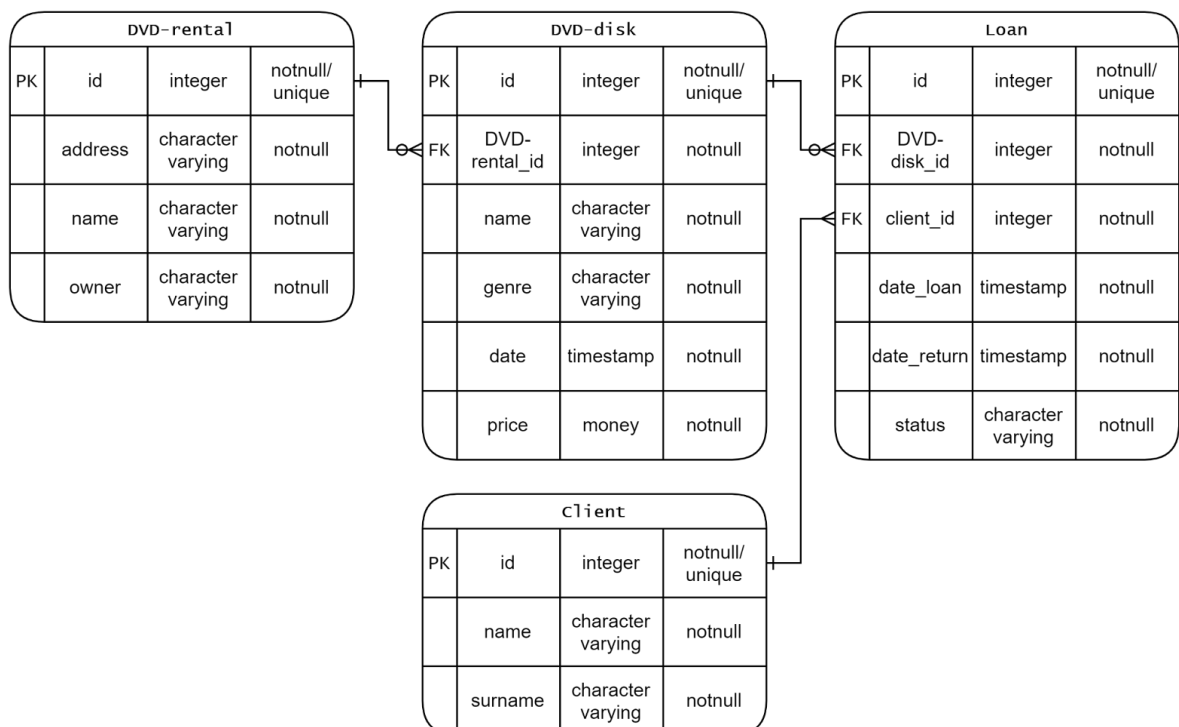 DVD-rental
PK id integer notnull/
unique
address character
varying notnull
name character
varying notnull
owner character
varying notnull
DVD-disk
PK id integer notnull/
unique
FK DVD-
rental_id integer notnull
name character
varying notnull
genre character
varying notnull
date timestamp notnull
price money notnull
Loan
PK id integer notnull/
unique
FK DVD-
disk_id integer notnull
FK client_id integer notnull
date_loan timestamp notnull
date_return timestamp notnull
status character
varying notnull
Client
PK id integer notnull/
unique
name character
varying notnull
surname character
varying notnull